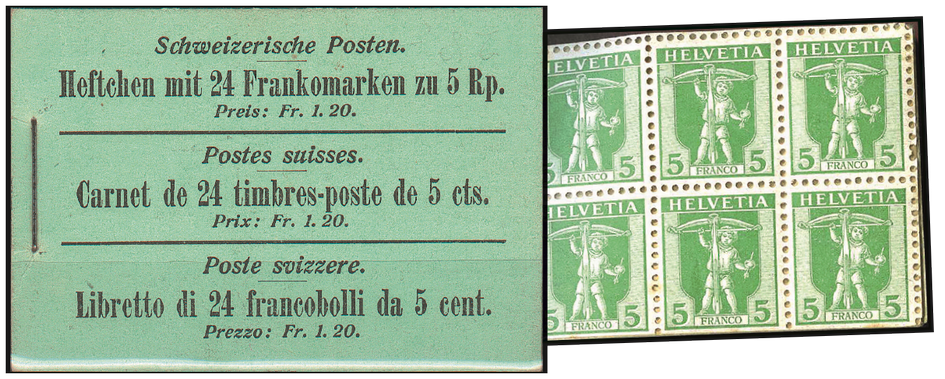 Schweizerische Posten.
Heftchen mit 24 Frankomarken zu 5 Rp.
Preis: Fr. 1. 20.
Postes suisses.
Carnet de 24 timbres-poste de 5 cts.
Prix: Fr. 1. 20.
Poste svizzere.
Libretto di 24 francobolli da 5 cent.
Prezzo: Fr. 1. 20.
HELVETIA HELVETIA HELVETIA
5 5 5 5 5
FRANCO FRANCO FRANCO
HELVETIA HELVETIA HELVETIA
5 5 5 5 5
FRANCO FRANCO FRANCO